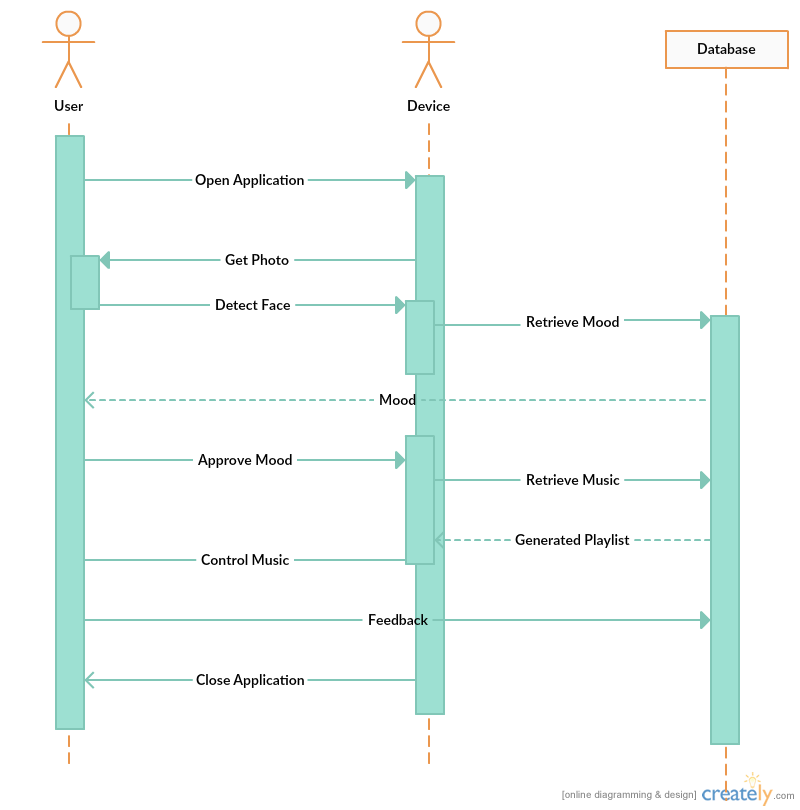 User
Device
Database
Open Application
Get Photo
Detect Face
Retrieve Mood
Mood
Approve Mood
Retrieve Music
Generated Playlist
Control Music
Feedback
Close Application
[online diagramming & design] creately.com